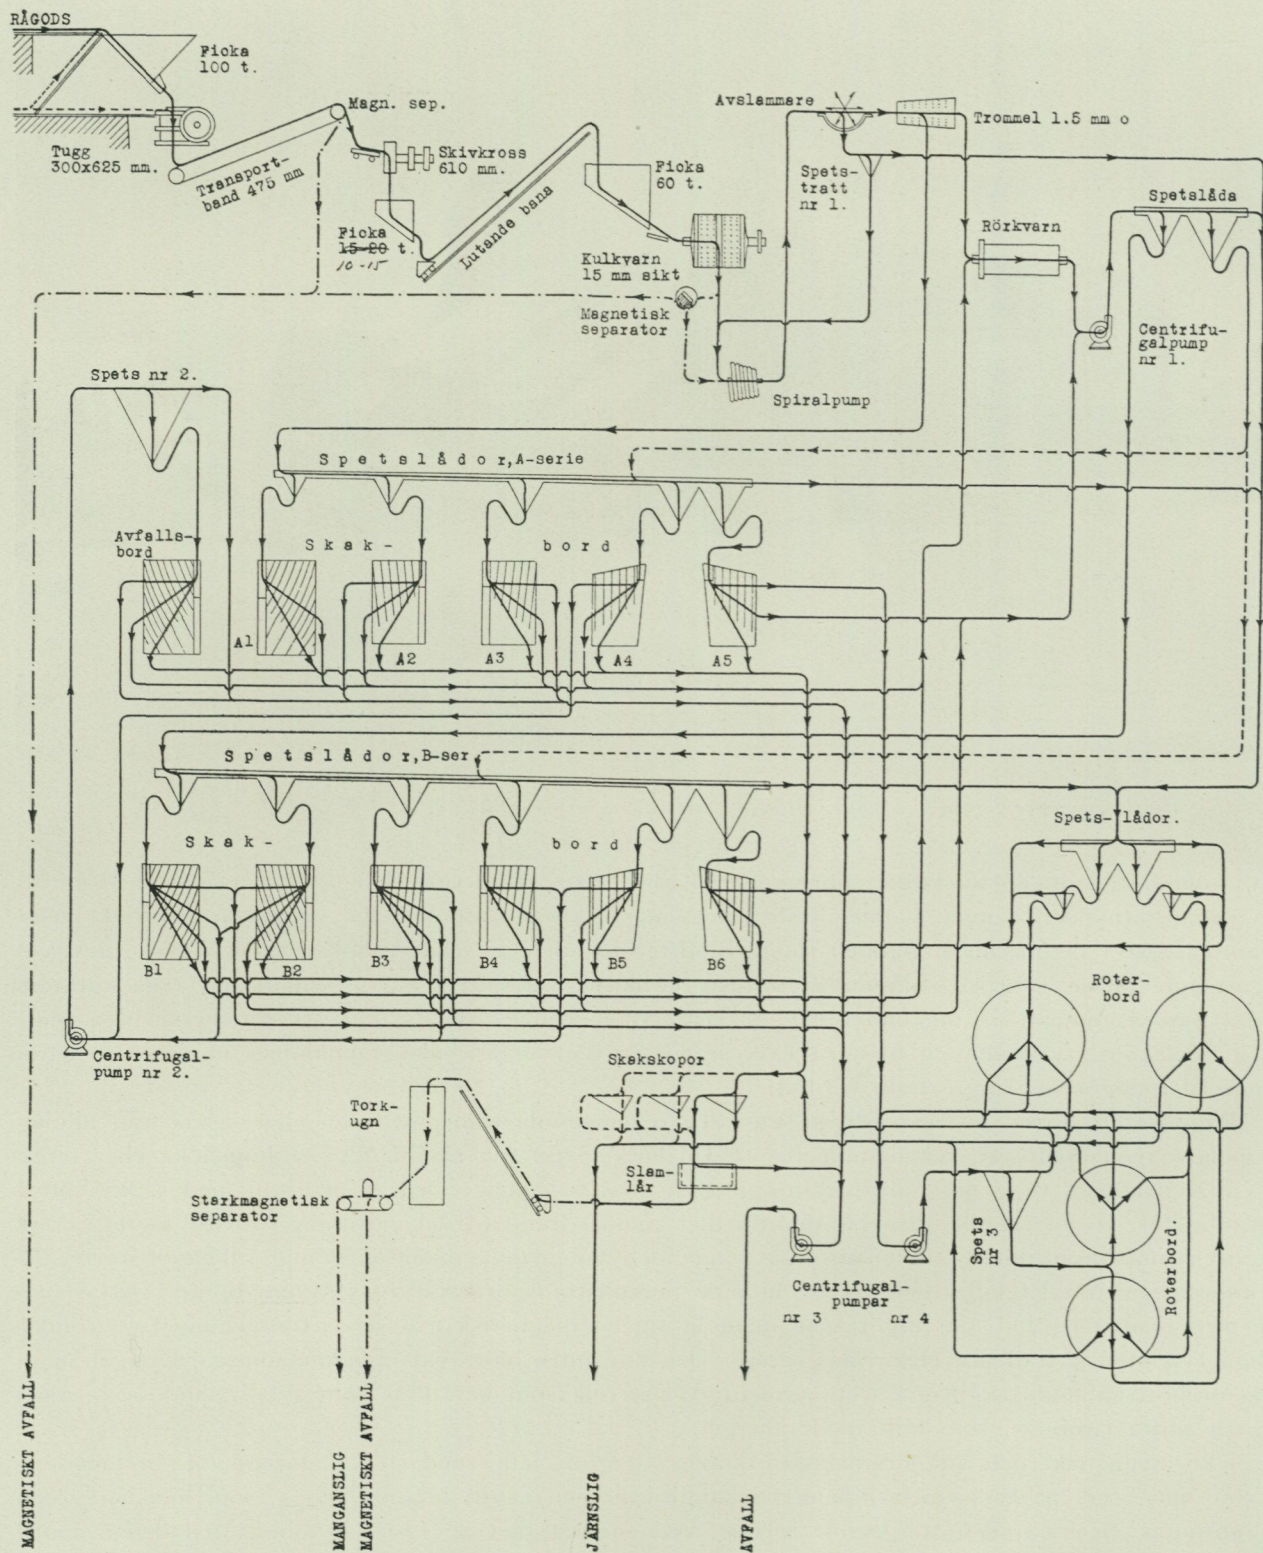 RÅGODS
Ficka
100 t.
Tugg
300x625 mm.
Transport-
band 475 mm
Magn. sep.
Skivkross
610 mm.
Ficka
15-20 t.
10-15
Lutande bana
Ficka
60 t.
Kulkvarn
15 mm sikt
Magnetisk
separator
Spiralpump
Avslammare
Spets-
tratt
nr 1.
Trommel 1.5 mm o
Rörkvarn
Spetslåda
Centrifu-
galpump
nr 1.
Spets nr 2.
Spetslådor, A-serie
Avfalls-
bord
Skak-
bord
A1
A2
A3
A4
A5
Spetslådor, B-ser
Skak-
bord
B1
B2
B3
B4
B5
B6
Spets-lådor.
Roter-
bord
Centrifugal-
pump nr 2.
Skakskopor
Tork-
ugn
Slam-
lår
Starkmagnetisk
separator
Centrifugal-
pumpar
nr 3
nr 4
Spets
nr 3
Roterbord.
MAGNETISKT AVFALL
MANGANSLIG
MAGNETISKT AVFALL
JÄRNSLIG
AVFALL